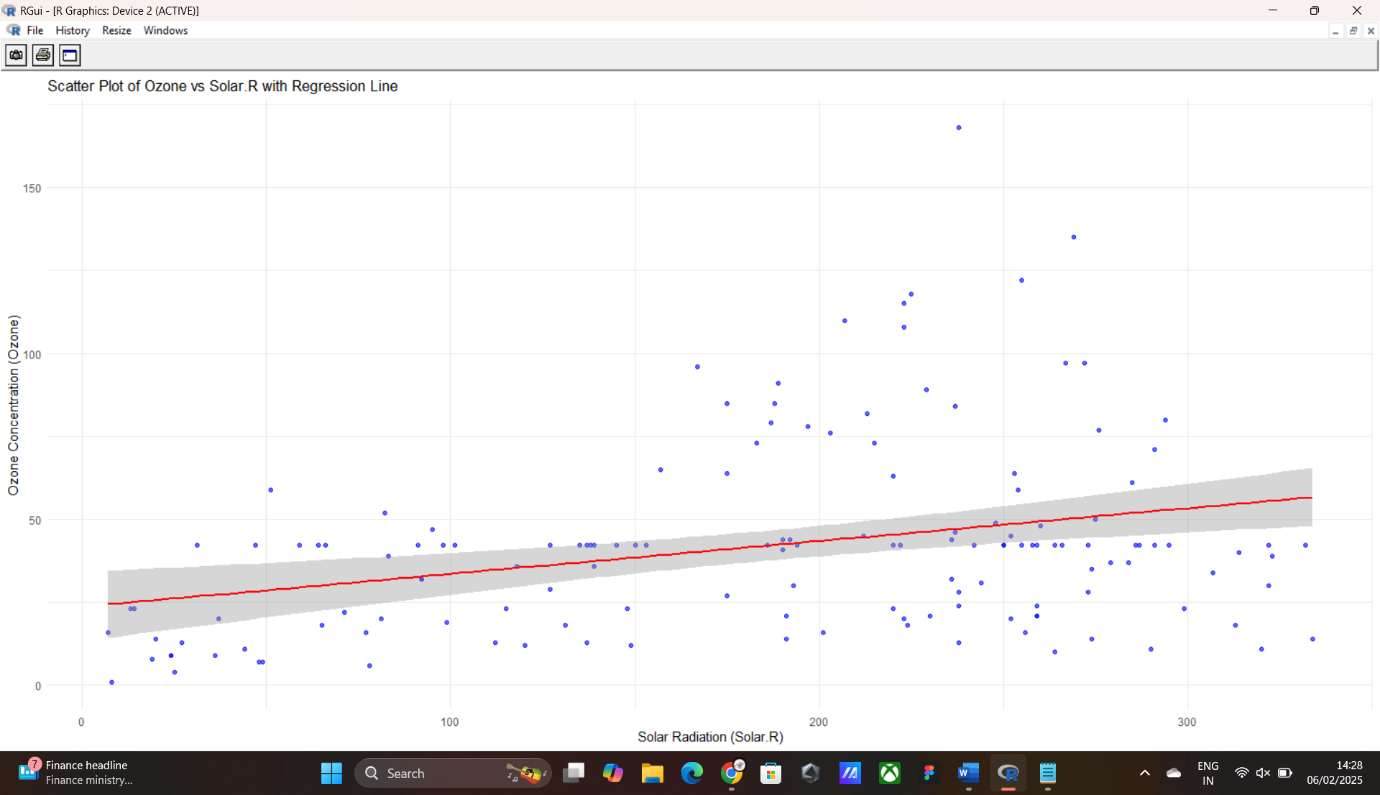 RGui - [R Graphics: Device 2 (ACTIVE)]
File History Resize Windows
Scatter Plot of Ozone vs Solar.R with Regression Line
Ozone Concentration (Ozone)
150
100
50
0
0 100 200 300
Solar Radiation (Solar.R)
7
Finance headline
Finance ministry...
Search
ENG
IN
14:28
06/02/2025